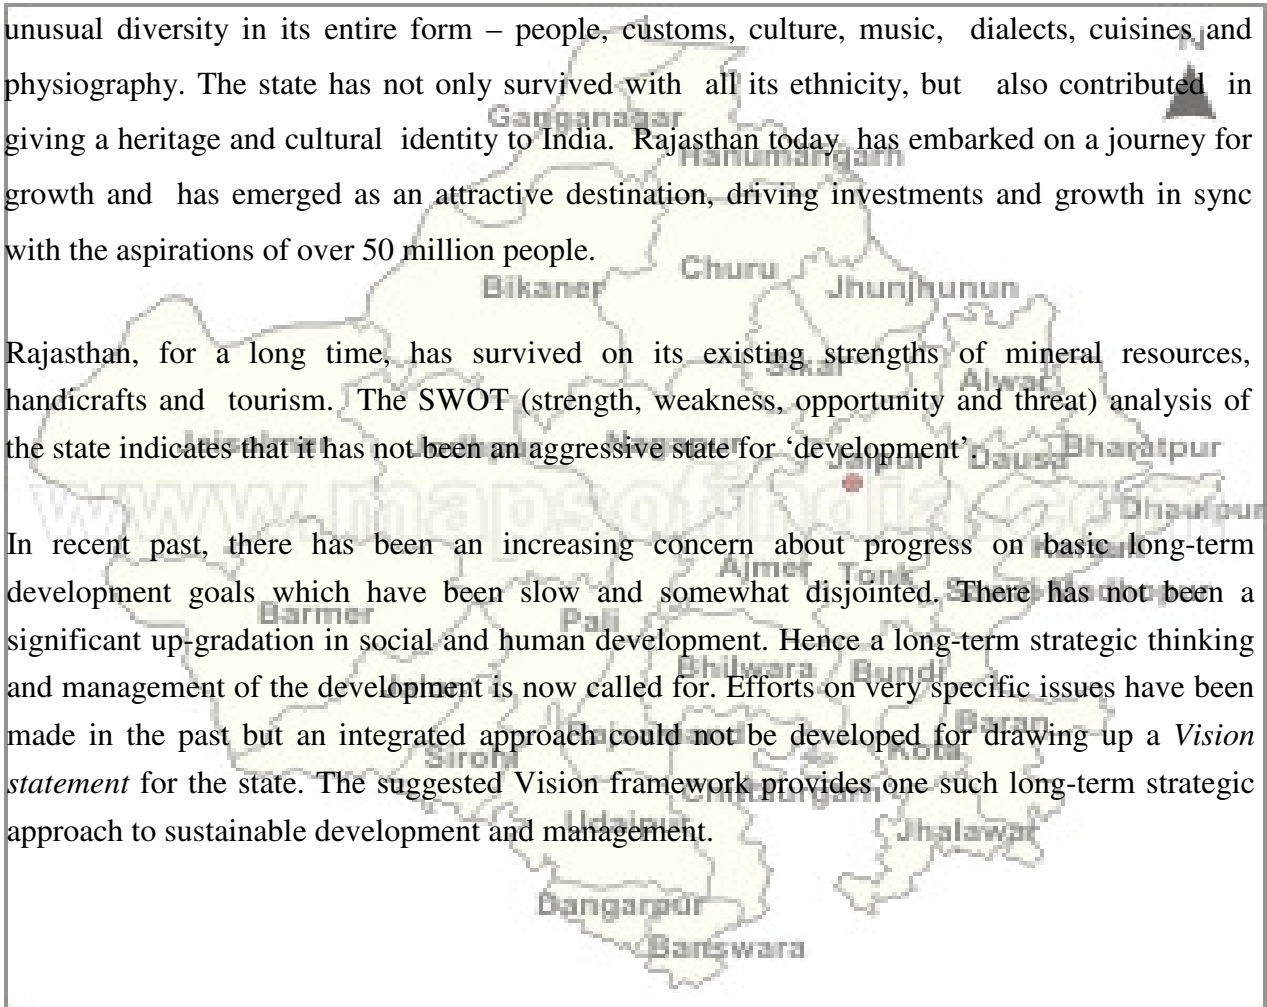 unusual diversity in its entire form – people, customs, culture, music, dialects, cuisines and
physiography. The state has not only survived with all its ethnicity, but also contributed in
giving a heritage and cultural identity to India. Rajasthan today has embarked on a journey for
growth and has emerged as an attractive destination, driving investments and growth in sync
with the aspirations of over 50 million people.
Rajasthan, for a long time, has survived on its existing strengths of mineral resources,
handicrafts and tourism. The SWOT (strength, weakness, opportunity and threat) analysis of
the state indicates that it has not been an aggressive state for ‘development’.
In recent past, there has been an increasing concern about progress on basic long-term
development goals which have been slow and somewhat disjointed. There has not been a
significant up-gradation in social and human development. Hence a long-term strategic thinking
and management of the development is now called for. Efforts on very specific issues have been
made in the past but an integrated approach could not be developed for drawing up a Vision
statement for the state. The suggested Vision framework provides one such long-term strategic
approach to sustainable development and management.
N
Ganganagar
Hanumangarh
Churu
Bikaner
Jhunjhunun
Sikar
Alwar
Jaipur
Dausa
Bharatpur
www.mapsofindia.com
Dhaulpur
Ajmer
Tonk
Barmer
Pali
Bhilwara
Bundi
Baran
Sirohi
Kota
Udaipur
Jhalawar
Dangarpur
Banswara